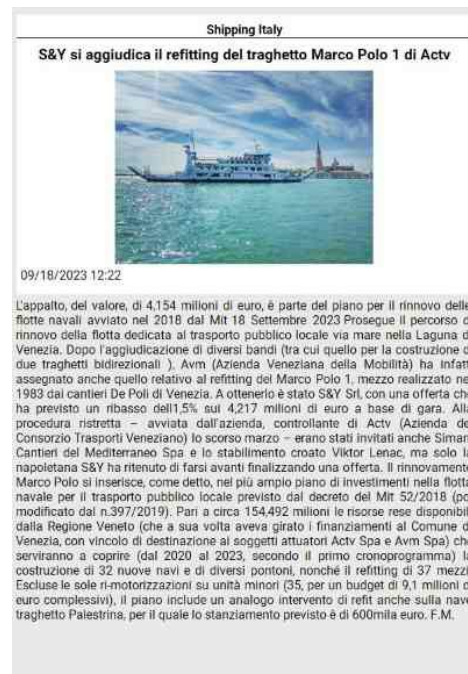 Shipping Italy
S&Y si aggiudica il refitting del traghetto Marco Polo 1 di Actv
09/18/2023 12:22
L'appalto, del valore, di 4,154 milioni di euro, è parte del piano per il rinnovo delle
flotte navali avviato nel 2018 dal Mit 18 Settembre 2023 Prosegue il percorso d
rinnovo della flotta dedicata al trasporto pubblico locale via mare nella Laguna d
Venezia. Dopo l'aggiudicazione di diversi bandi (tra cui quello per la costruzione d
due traghetti bidirezionali ), Avm (Azienda Veneziana della Mobilità) ha infatt
assegnato anche quello relativo al refitting del Marco Polo 1, mezzo realizzato ne
1983 dai cantieri De Poli di Venezia. A ottenerlo è stato S&Y Srl, con una offerta che
ha previsto un ribasso dell1,5% sui 4,217 milioni di euro a base di gara. Alla
procedura ristretta – avviata dall'azienda, controllante di Actv (Azienda de
Consorzio Trasporti Veneziano) lo scorso marzo – erano stati invitati anche Simar
Cantieri del Mediterraneo Spa e lo stabilimento croato Viktor Lenac, ma solo la
napoletana S&Y ha ritenuto di farsi avanti finalizzando una offerta. Il rinnovamento
Marco Polo si inserisce, come detto, nel più ampio piano di investimenti nella flotta
navale per il trasporto pubblico locale previsto dal decreto del Mit 52/2018 (po
modificato dal n.397/2019). Pari a circa 154,492 milioni le risorse rese disponibil
dalla Regione Veneto (che a sua volta aveva girato i finanziamenti al Comune d
Venezia, con vincolo di destinazione ai soggetti attuatori Actv Spa e Avm Spa) che
serviranno a coprire (dal 2020 al 2023, secondo il primo cronoprogramma) la
costruzione di 32 nuove navi e di diversi pontoni, nonché il refitting di 37 mezzi
Escluse le sole ri-motorizzazioni su unità minori (35, per un budget di 9,1 milioni d
euro complessivi), il piano include un analogo intervento di refit anche sulla nave
traghetto Palestrina, per il quale lo stanziamento previsto è di 600mila euro. F.M.